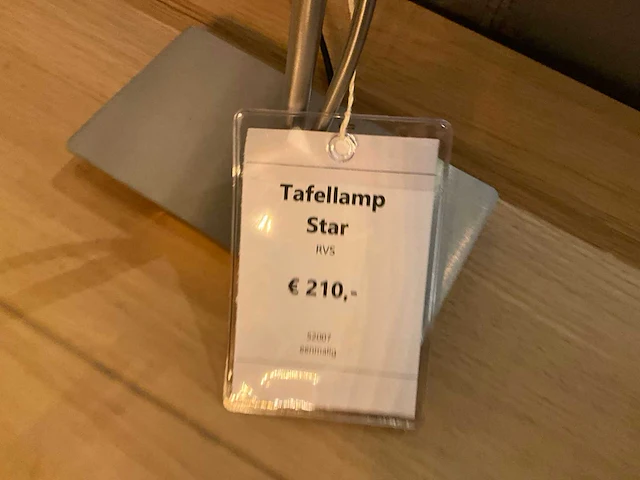 Tafellamp
Star
RVS
€ 210,-
52007
eenmalig